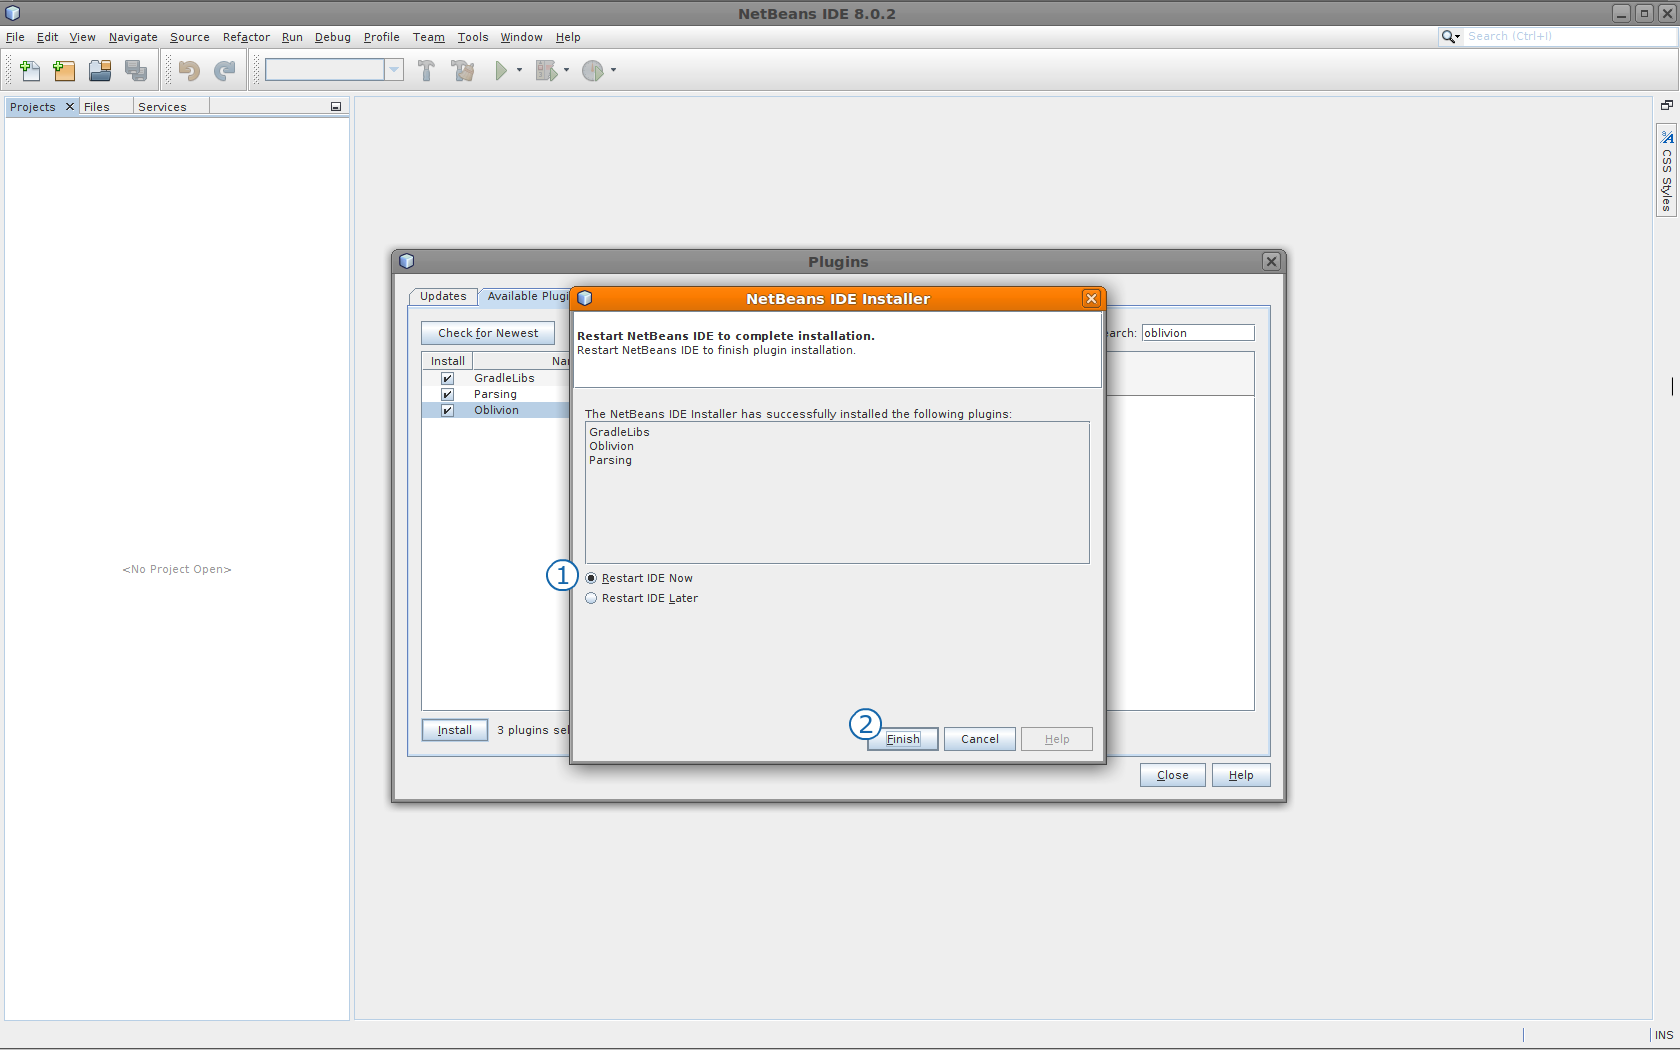 NetBeans IDE 8.0.2
File Edit View Navigate Source Refactor Run Debug Profile Team Tools Window Help
Search (Ctrl+I)
Projects Files Services
CSS Styles
<No Project Open>
Plugins
Updates Available Plugi
Check for Newest
earch: oblivion
Install Nar
GradleLibs
Parsing
Oblivion
Install 3 plugins sel
Close Help
NetBeans IDE Installer
Restart NetBeans IDE to complete installation.
Restart NetBeans IDE to finish plugin installation.
The NetBeans IDE Installer has successfully installed the following plugins:
GradleLibs
Oblivion
Parsing
1 Restart IDE Now
Restart IDE Later
2 Finish Cancel Help
INS